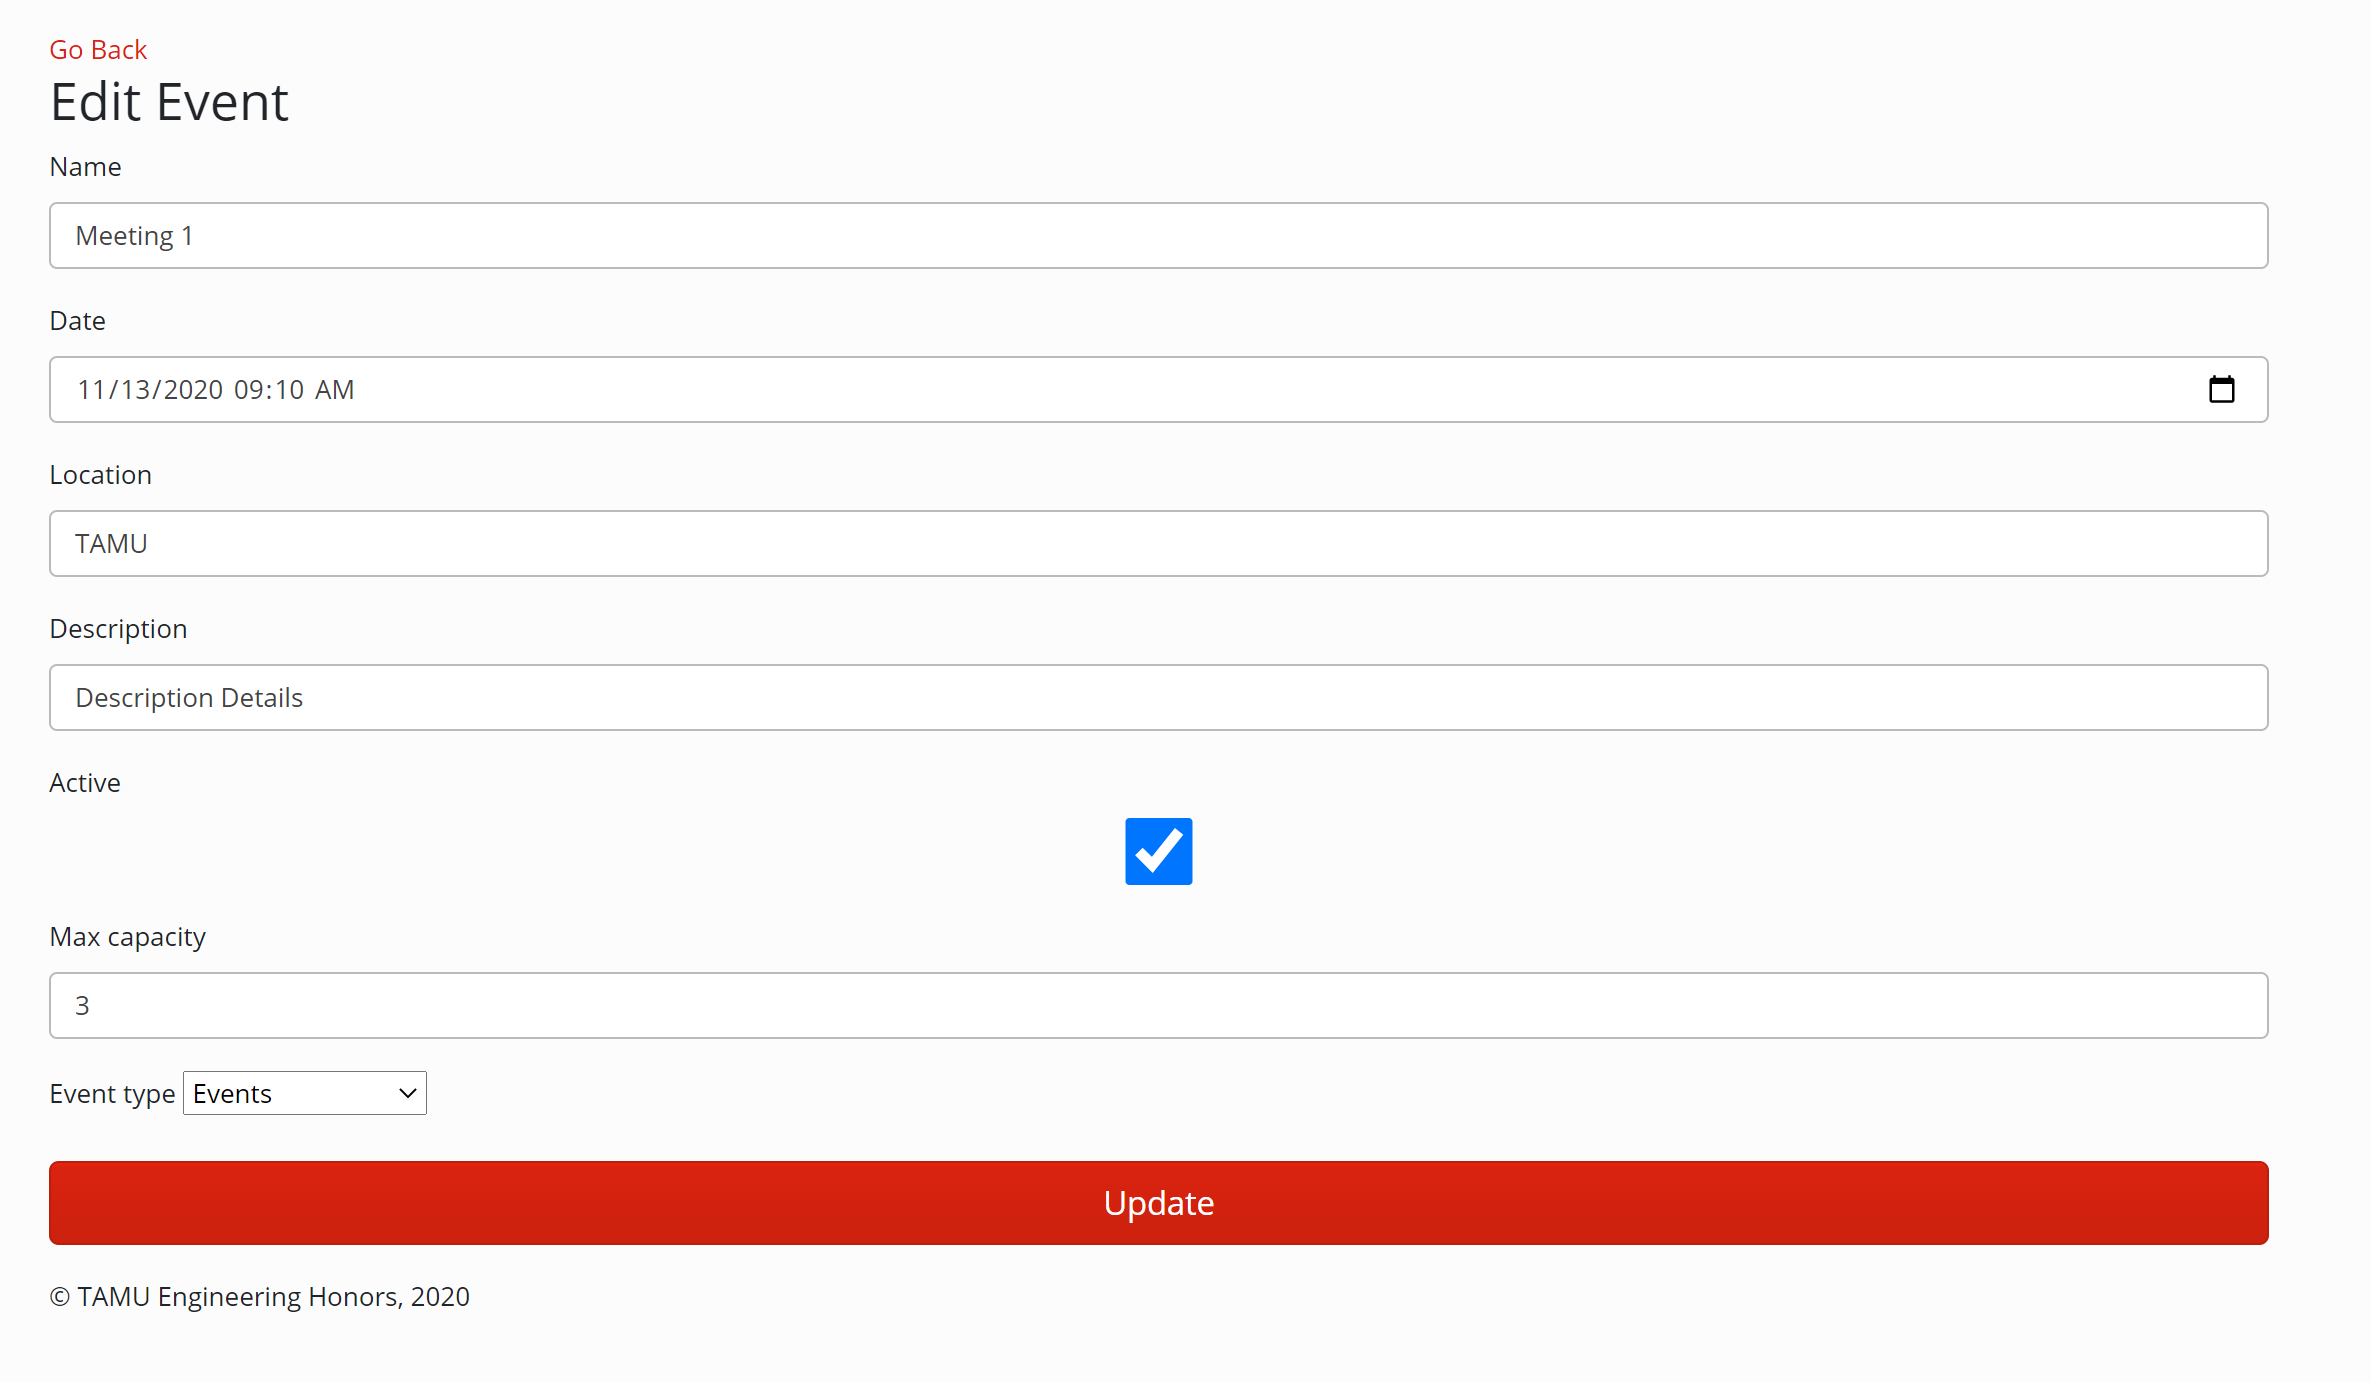 Go Back
Edit Event
Name
Meeting 1
Date
11/13/2020 09:10 AM
Location
TAMU
Description
Description Details
Active
Max capacity
3
Event type Events
Update
© TAMU Engineering Honors, 2020